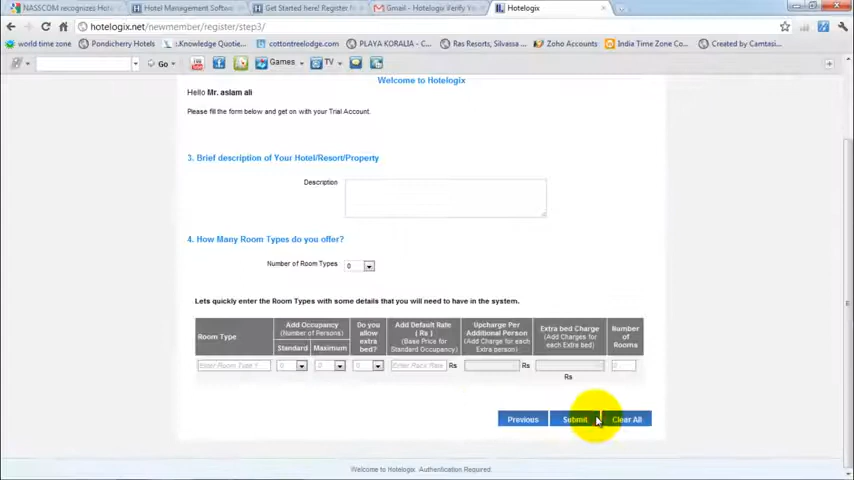 NASSCOM recognizes Hote
Hotel Management Softwa
Get Started here! Register N
Gmail - Hotelogix Verify Yo
Hotelogix
hotelogix.net/newmember/register/step3/
world time zone
Pondicherry Hotels
:.Knowledge Quotie...
cottontreelodge.com
PLAYA KORALIA - C...
Ras Resorts, Silvassa ...
Zoho Accounts
India Time Zone Co...
Created by Camtasi...
Go
Games
TV
Welcome to Hotelogix
Hello Mr. aslam ali
Please fill the form below and get on with your Trial Account.
3. Brief description of Your Hotel/Resort/Property
Description
4. How Many Room Types do you offer?
Number of Room Types
0
Lets quickly enter the Room Types with some details that you will need to have in the system.
Room Type
Add Occupancy
(Number of Persons)
Standard
Maximum
Do you
allow
extra
bed?
Add Default Rate
( Rs )
(Base Price for
Standard Occupancy)
Upcharge Per
Additional Person
(Add Charge for each
Extra person)
Extra bed Charge
(Add Charges for
each Extra bed)
Number
of
Rooms
Enter Room Type 1
0
0
0
Enter Rack Rate
Rs
Rs
Rs
Previous
Submit
Clear All
Welcome to Hotelogix. Authentication Required.